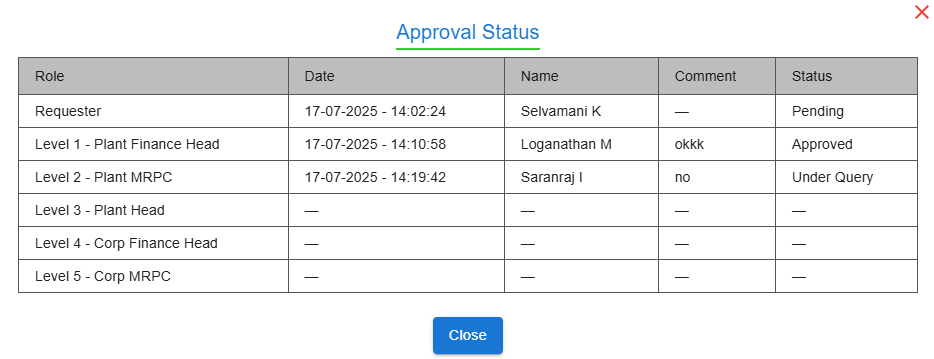 Approval Status
Role Date Name Comment Status
Requester 17-07-2025 - 14:02:24 Selvamani K — Pending
Level 1 - Plant Finance Head 17-07-2025 - 14:10:58 Loganathan M okkk Approved
Level 2 - Plant MRPC 17-07-2025 - 14:19:42 Saranraj I no Under Query
Level 3 - Plant Head — — — —
Level 4 - Corp Finance Head — — — —
Level 5 - Corp MRPC — — — —
Close